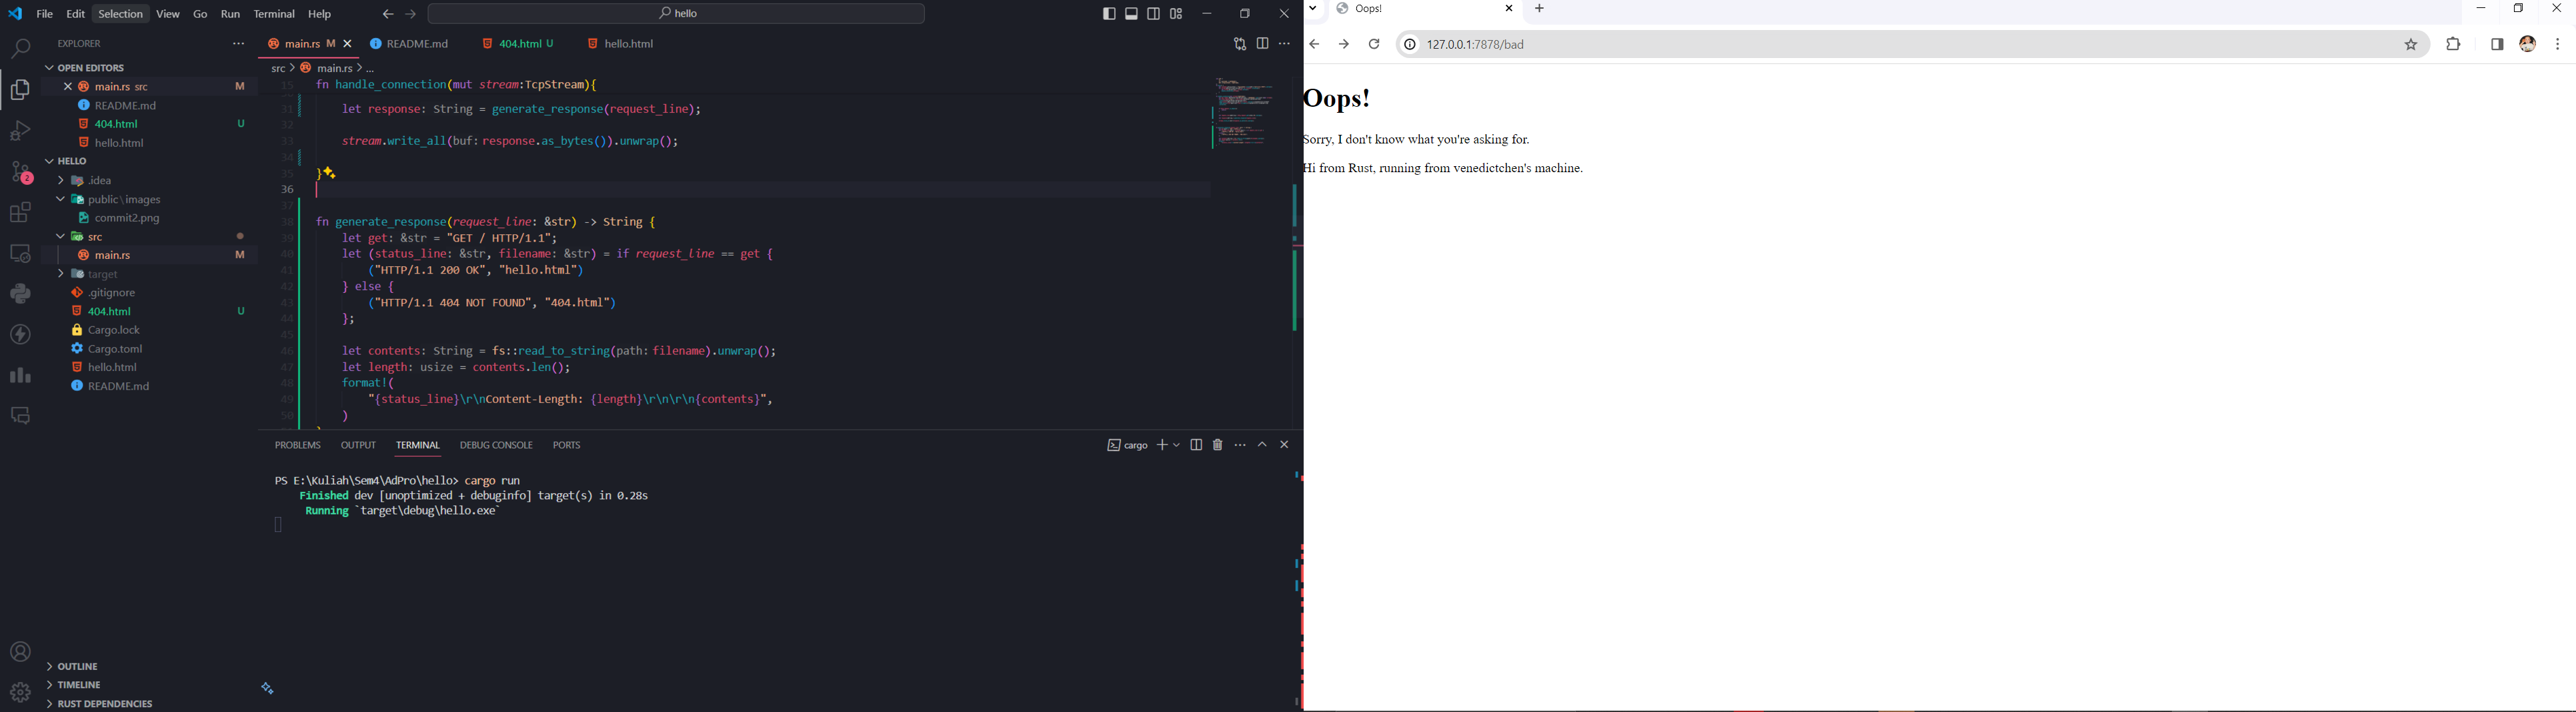 File Edit Selection View Go Run Terminal Help
hello
EXPLORER
OPEN EDITORS
main.rs src M
README.md
404.html U
hello.html
HELLO
.idea
public\images
commit2.png
src
main.rs M
target
.gitignore
404.html U
Cargo.lock
Cargo.toml
hello.html
README.md
OUTLINE
TIMELINE
RUST DEPENDENCIES
2
main.rs M README.md 404.html U hello.html
src > main.rs > ...
15 fn handle_connection(mut stream:TcpStream){
31 let response: String = generate_response(request_line);
32
33 stream.write_all(buf: response.as_bytes()).unwrap();
34
35 }
36
37
38 fn generate_response(request_line: &str) -> String {
39 let get: &str = "GET / HTTP/1.1";
40 let (status_line: &str, filename: &str) = if request_line == get {
41 ("HTTP/1.1 200 OK", "hello.html")
42 } else {
43 ("HTTP/1.1 404 NOT FOUND", "404.html")
44 };
45
46 let contents: String = fs::read_to_string(path: filename).unwrap();
47 let length: usize = contents.len();
48 format!(
49 "{status_line}\r\nContent-Length: {length}\r\n\r\n{contents}",
50 )
PROBLEMS OUTPUT TERMINAL DEBUG CONSOLE PORTS
cargo
PS E:\Kuliah\Sem4\AdPro\hello> cargo run
Finished dev [unoptimized + debuginfo] target(s) in 0.28s
Running `target\debug\hello.exe`
Oops!
127.0.0.1:7878/bad
Oops!
Sorry, I don't know what you're asking for.
Hi from Rust, running from venedictchen's machine.